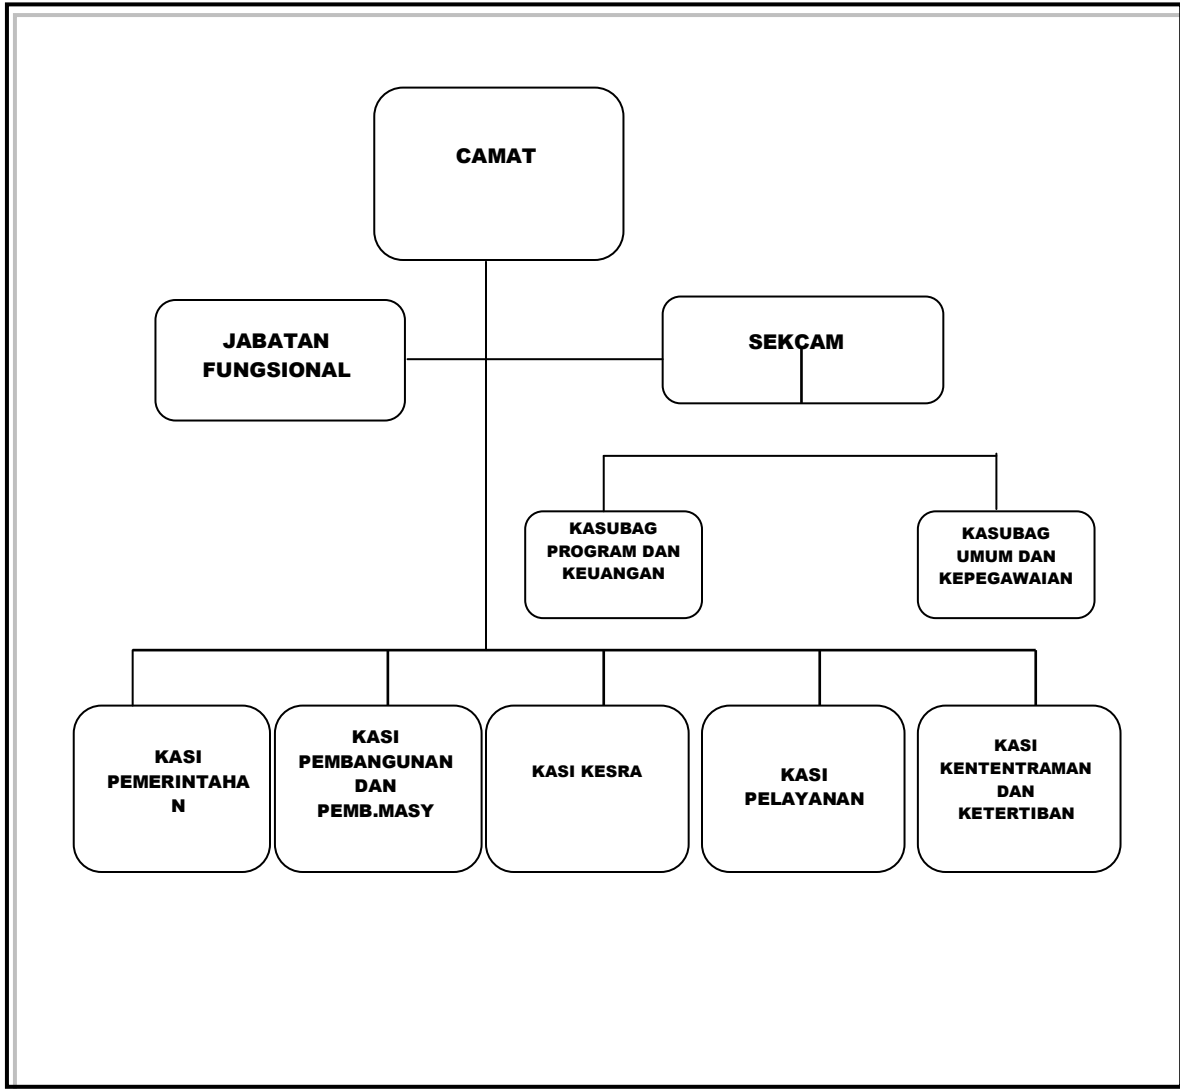 CAMAT
JABATAN
FUNGSIONAL
SEKCAM
KASUBAG
PROGRAM DAN
KEUANGAN
KASUBAG
UMUM DAN
KEPEGAWAIAN
KASI
PEMERINTAHA
N
KASI
PEMBANGUNAN
DAN
PEMB.MASY
KASI KESRA
KASI
PELAYANAN
KASI
KENTENTRAMAN
DAN
KETERTIBAN